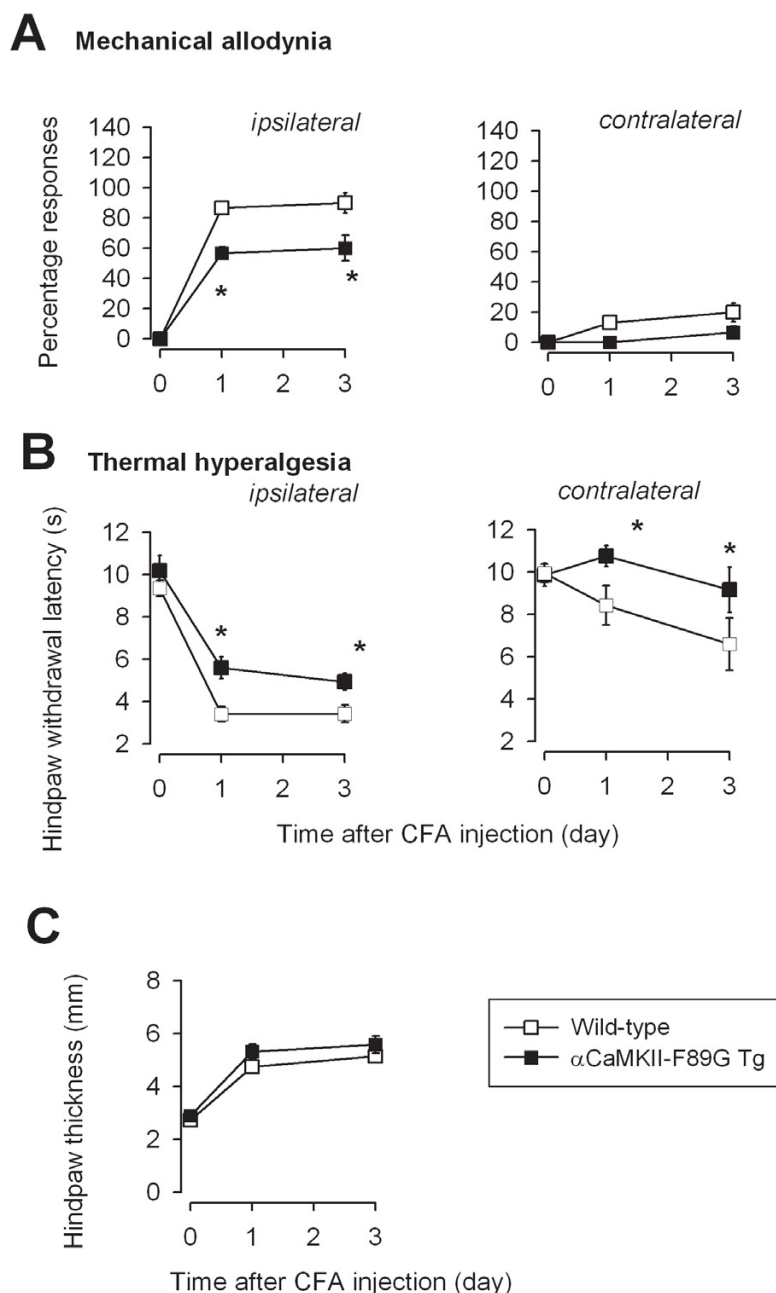 A Mechanical allodynia
ipsilateral
contralateral
Percentage responses
140
120
100
80
60
40
20
0
*
*
0 1 2 3
140
120
100
80
60
40
20
0
0 1 2 3
B Thermal hyperalgesia
ipsilateral
contralateral
Hindpaw withdrawal latency (s)
12
10
8
6
4
2
*
*
0 1 2 3
12
10
8
6
4
2
*
*
0 1 2 3
Time after CFA injection (day)
C
Hindpaw thickness (mm)
8
6
4
2
0
0 1 2 3
Time after CFA injection (day)
Wild-type
αCaMKII-F89G Tg